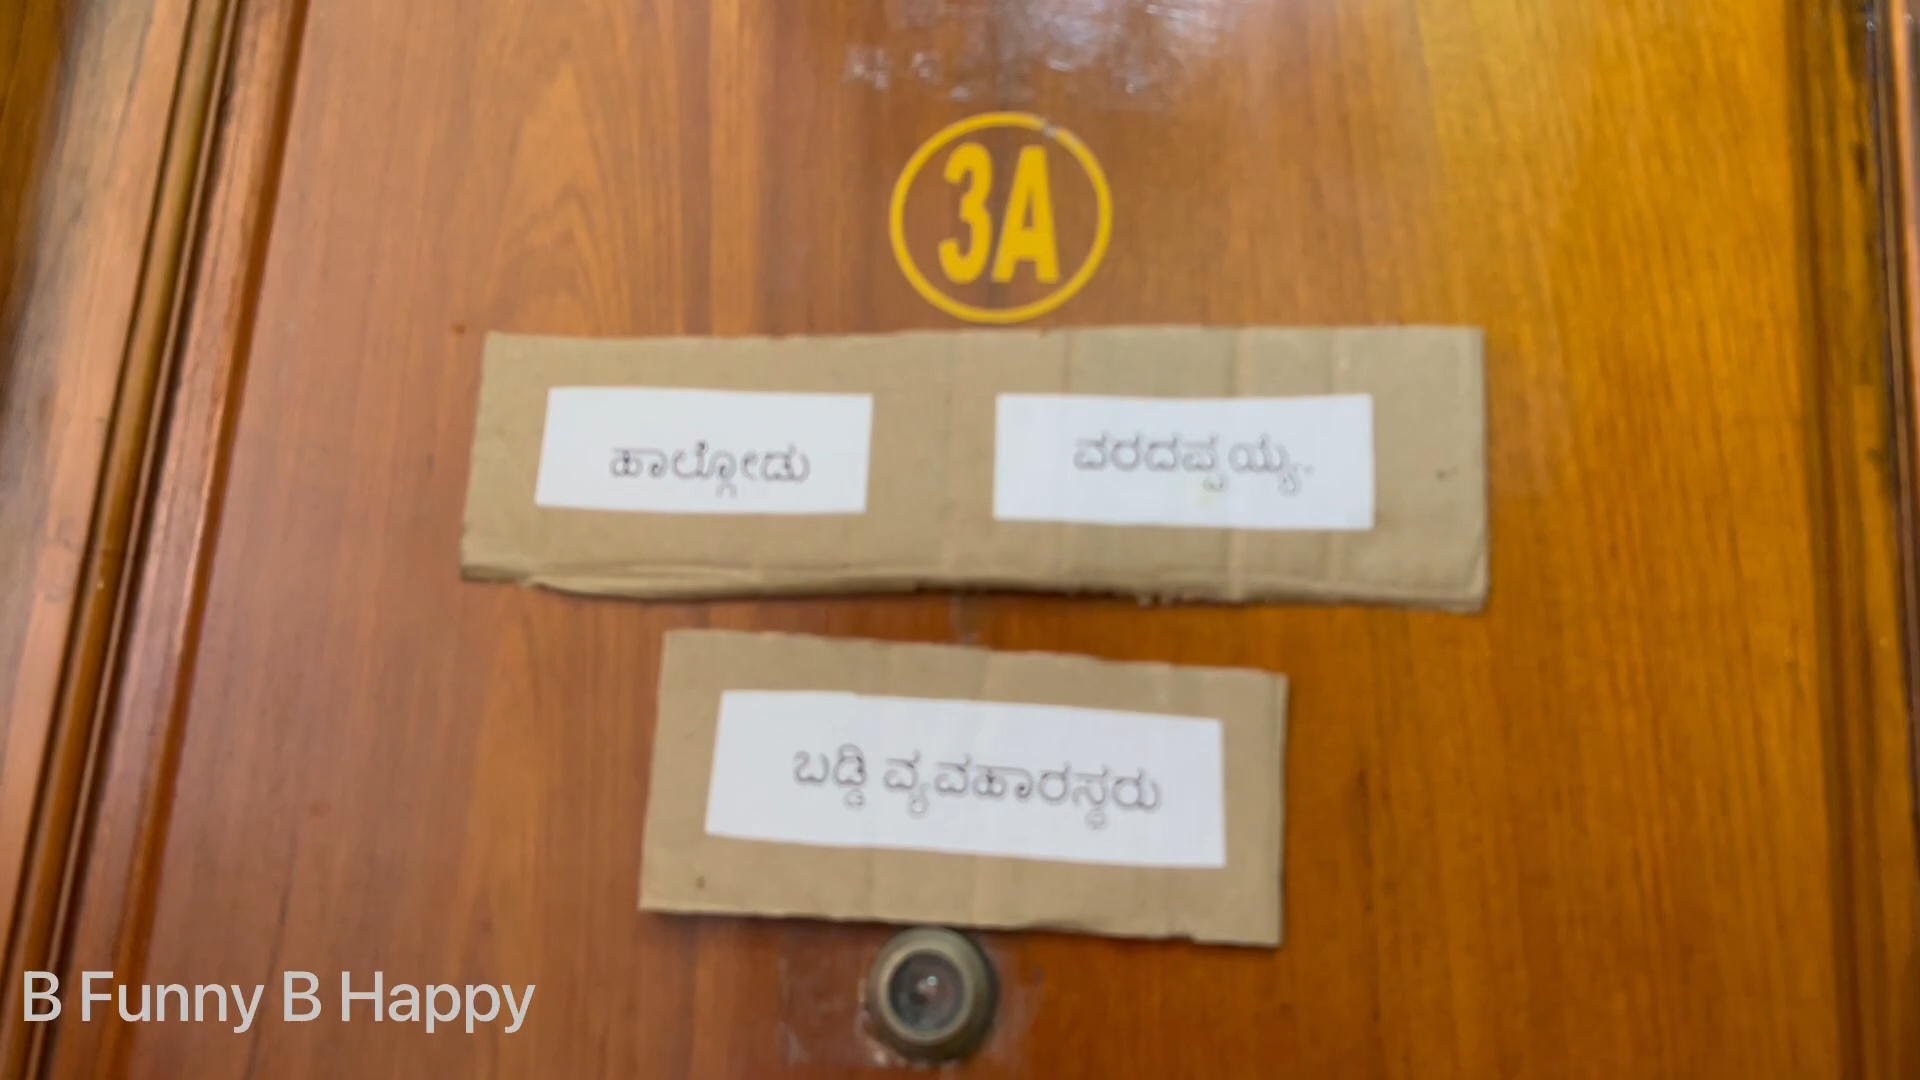 3A
ಹಾಲ್ಗೋಡು ವರದಪ್ಪಯ್ಯ.
ಬಡ್ಡಿ ವ್ಯವಹಾರಸ್ಥರು
B Funny B Happy